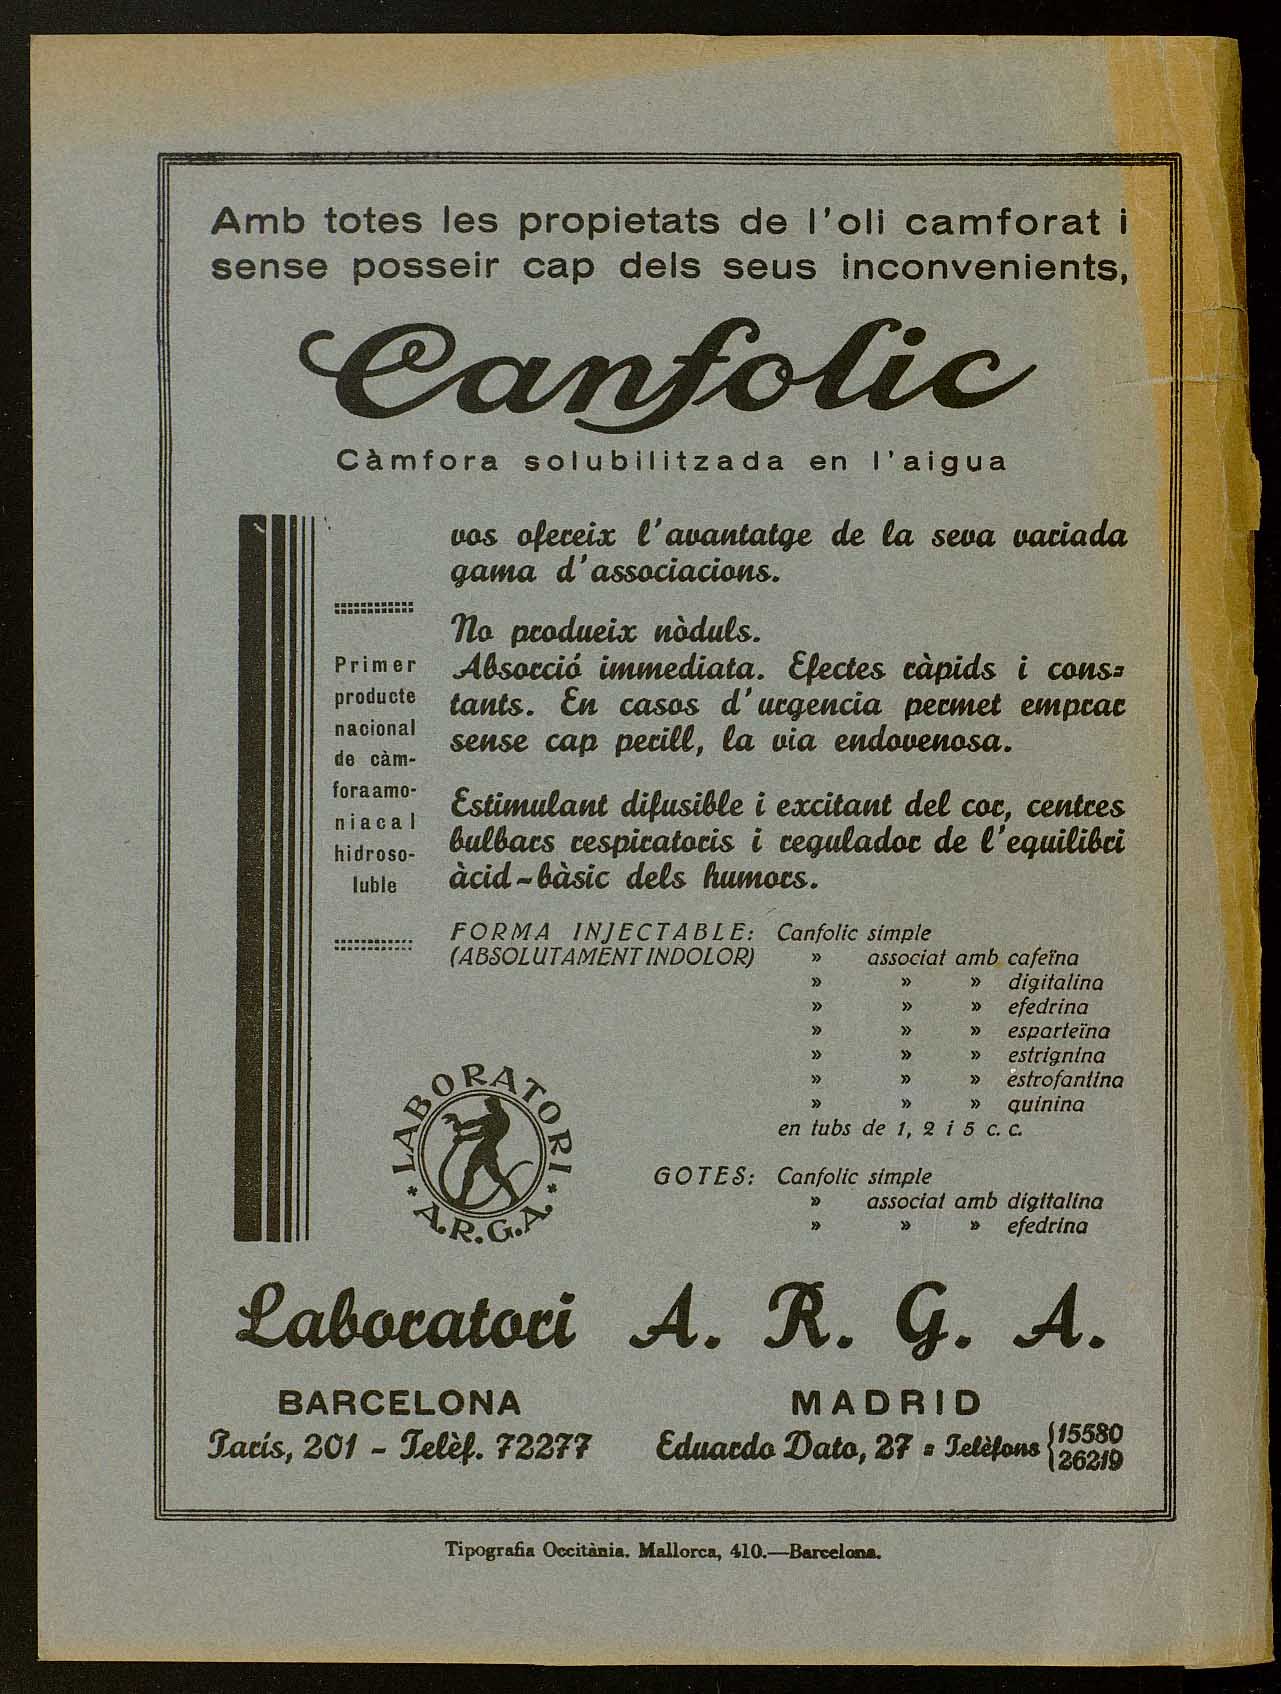 Amb totes les propietats de l'oli camforat i
sense posseir cap dels seus inconvenients,
Canfolic
Càmfora solubilitzada en l'aigua
vos ofereix l'avantatge de la seva variada
gama d'associacions.
No produeix nòduls.
Absorció immediata. Efectes ràpids i cons=
tants. En casos d'urgencia permet emprar
sense cap perill, la via endovenosa.
Estimulant difusible i excitant del cor, centres
bulbars respiratoris i regulador de l'equilibri
àcid-bàsic dels humors.
Primer
producte
nacional
de càm-
foraamo-
niacal
hidroso-
luble
FORMA INJECTABLE: Canfolic simple
(ABSOLUTAMENT INDOLOR) » associat amb cafeïna
» » » digitalina
» » » efedrina
» » » esparteïna
» » » estrignina
» » » estrofantina
» » » quinina
en tubs de 1, 2 i 5 c. c.
GOTES: Canfolic simple
» associat amb digitalina
» » » efedrina
* LABORATORI *
A.R.G.A.
Laboratori A. R. G. A.
BARCELONA MADRID
París, 201 - Telèf. 72277 Eduardo Dato, 27 = Telèfons { 15580
26219
Tipografia Occitània. Mallorca, 410.—Barcelona.